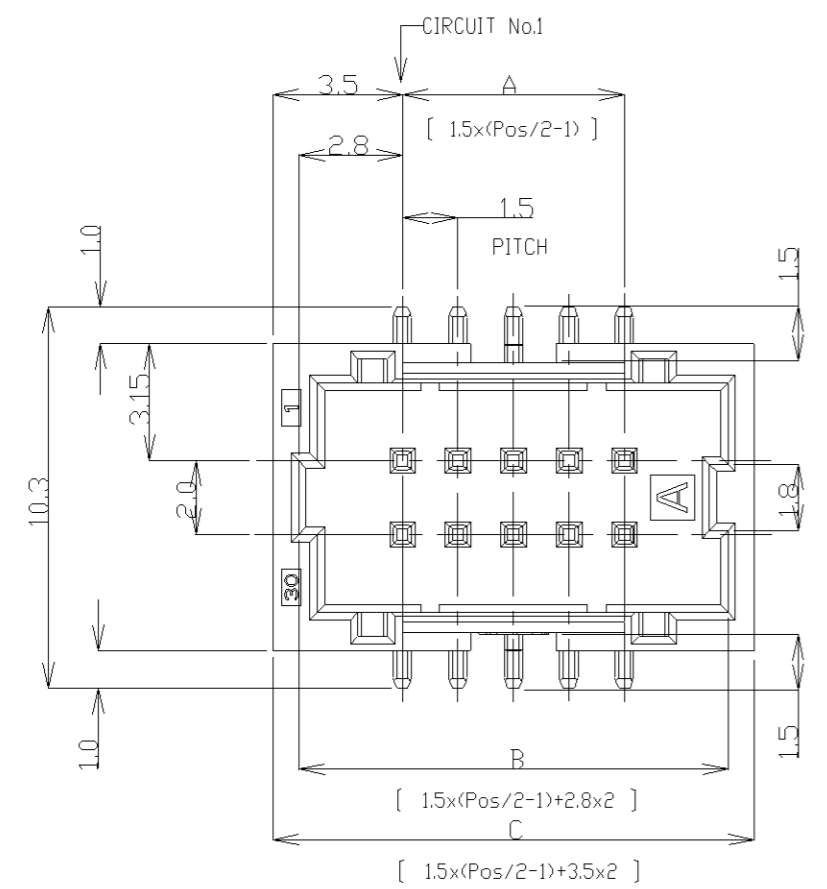 CIRCUIT No.1
3.5
A
[ 1.5x(Pos/2-1) ]
2.8
1.5
PITCH
1.0
1.5
3.15
1
10.3
2.0
A
1.8
30
1.0
1.5
B
[ 1.5x(Pos/2-1)+2.8x2 ]
C
[ 1.5x(Pos/2-1)+3.5x2 ]